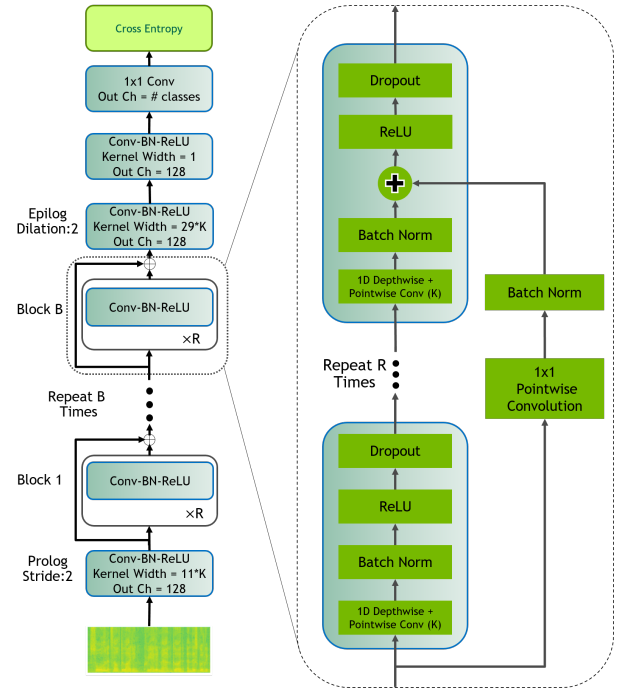 Cross Entropy
1x1 Conv
Out Ch = # classes
Conv-BN-ReLU
Kernel Width = 1
Out Ch = 128
Epilog
Dilation:2
Conv-BN-ReLU
Kernel Width = 29*K
Out Ch = 128
Block B
Conv-BN-ReLU
×R
Repeat B
Times
Block 1
Conv-BN-ReLU
×R
Prolog
Stride:2
Conv-BN-ReLU
Kernel Width = 11*K
Out Ch = 128
Dropout
ReLU
+
Batch Norm
1D Depthwise +
Pointwise Conv (K)
Batch Norm
1x1
Pointwise
Convolution
Repeat R
Times
Dropout
ReLU
Batch Norm
1D Depthwise +
Pointwise Conv (K)